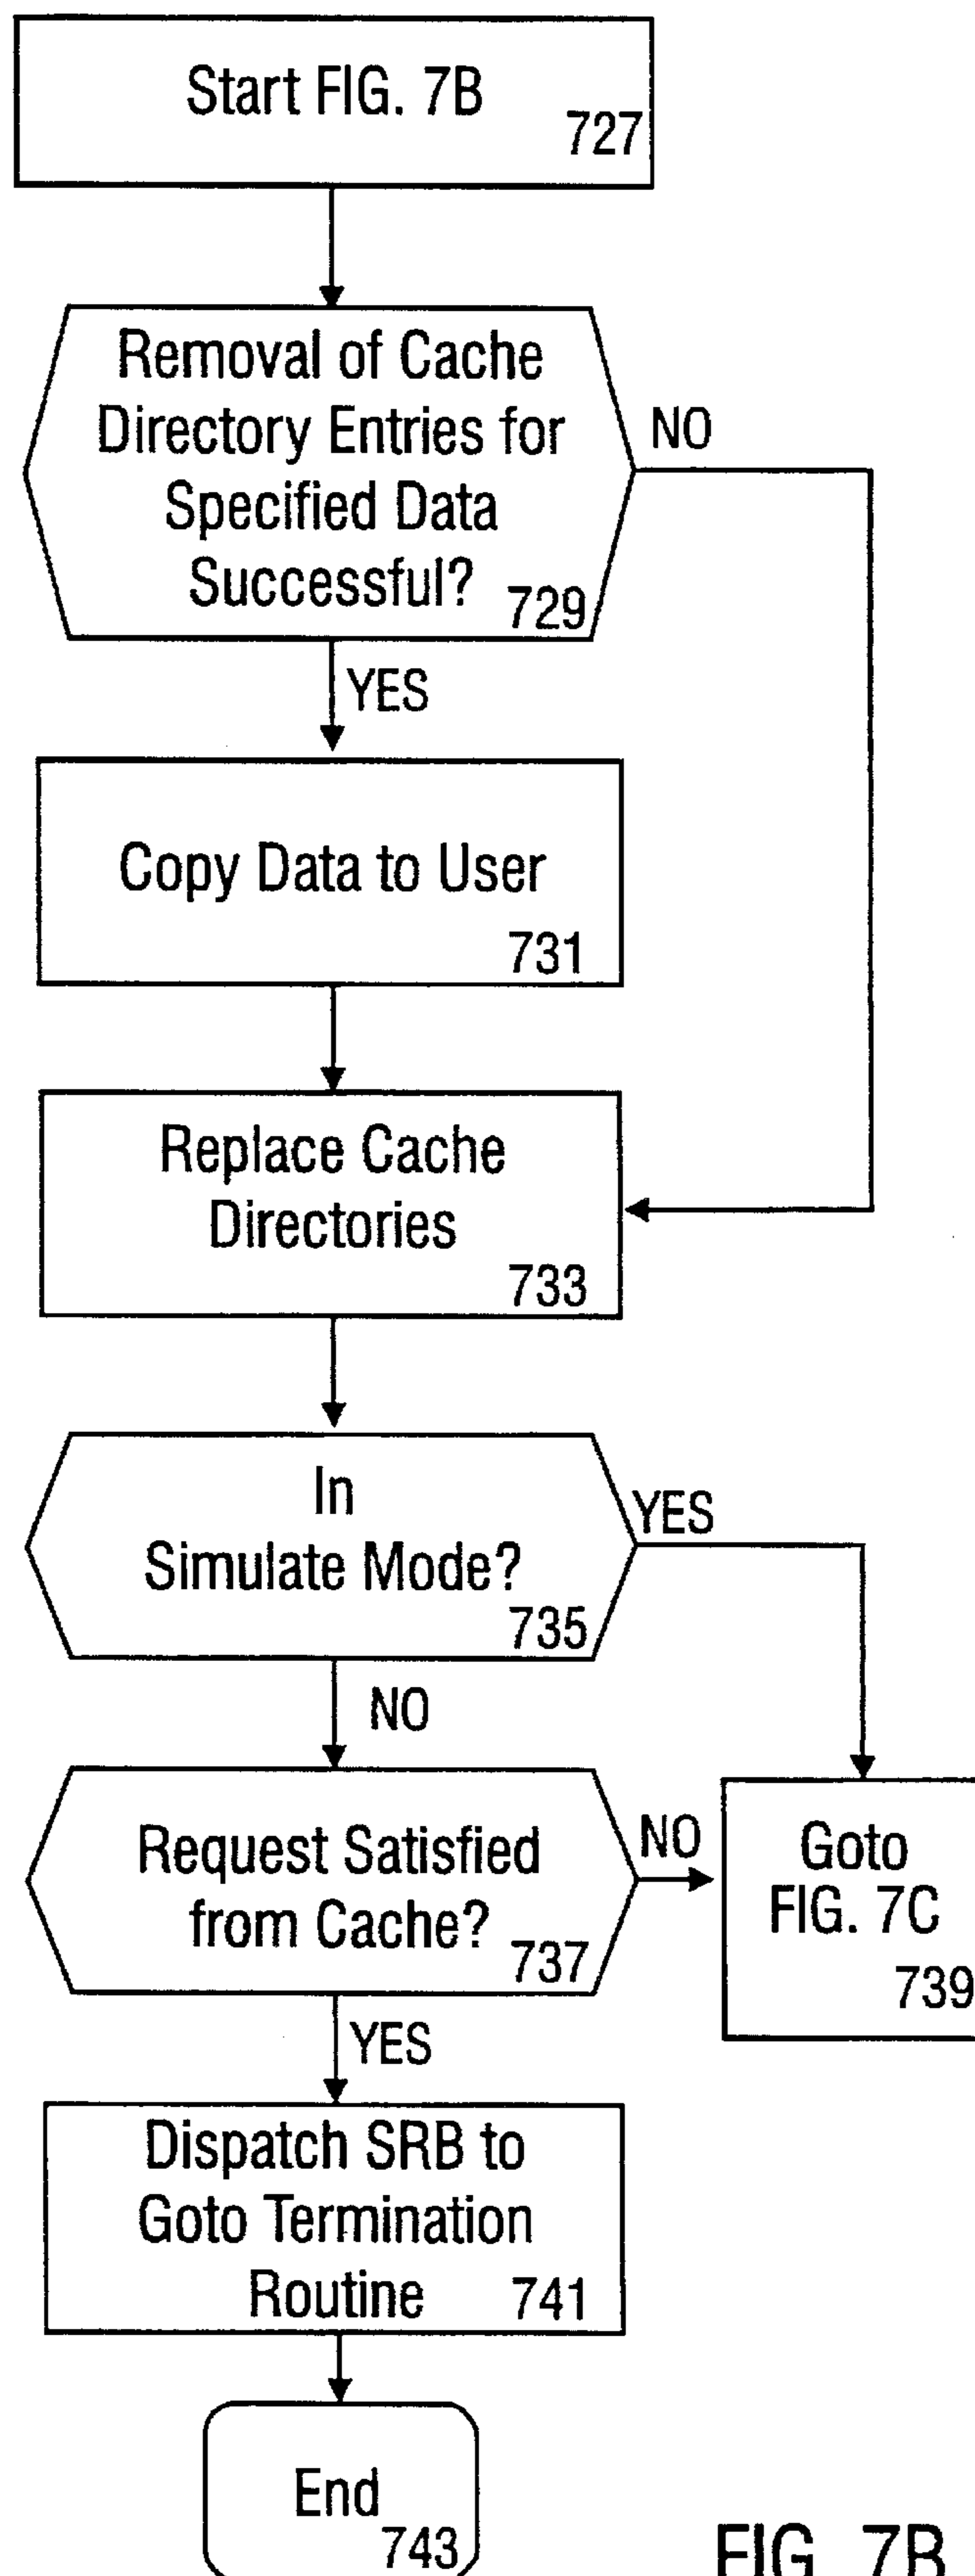 Start FIG. 7B
727
Removal of Cache
Directory Entries for
Specified Data
Successful?
729
NO
YES
Copy Data to User
731
Replace Cache
Directories
733
In
Simulate Mode?
735
YES
NO
Request Satisfied
from Cache?
737
NO
Goto
FIG. 7C
739
YES
Dispatch SRB to
Goto Termination
Routine
741
End
743
FIG. 7B